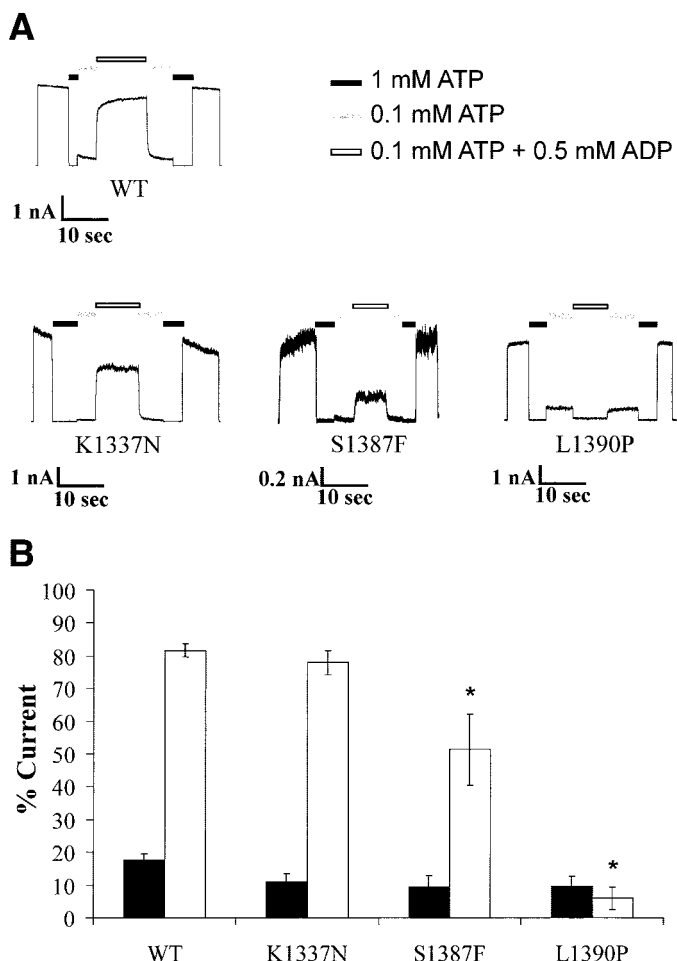 A
1 mM ATP
0.1 mM ATP
0.1 mM ATP + 0.5 mM ADP
WT
1 nA
10 sec
K1337N
S1387F
L1390P
1 nA
10 sec
0.2 nA
10 sec
1 nA
10 sec
B
% Current
100
90
80
70
60
50
40
30
20
10
0
*
*
WT
K1337N
S1387F
L1390P